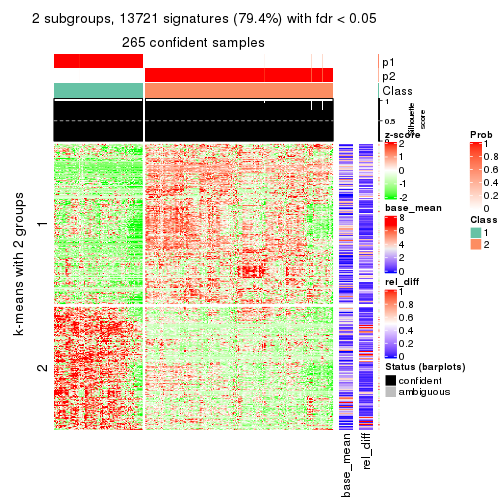 2 subgroups, 13721 signatures (79.4%) with fdr < 0.05
265 confident samples
p1
p2
Class
1
0.5
0
Silhouette
score
k-means with 2 groups
1
2
base_mean
rel_diff
z-score
2
1
0
-1
-2
base_mean
8
6
4
2
0
rel_diff
1
0.8
0.6
0.4
0.2
0
Status (barplots)
confident
ambiguous
Prob
1
0.8
0.6
0.4
0.2
0
Class
1
2